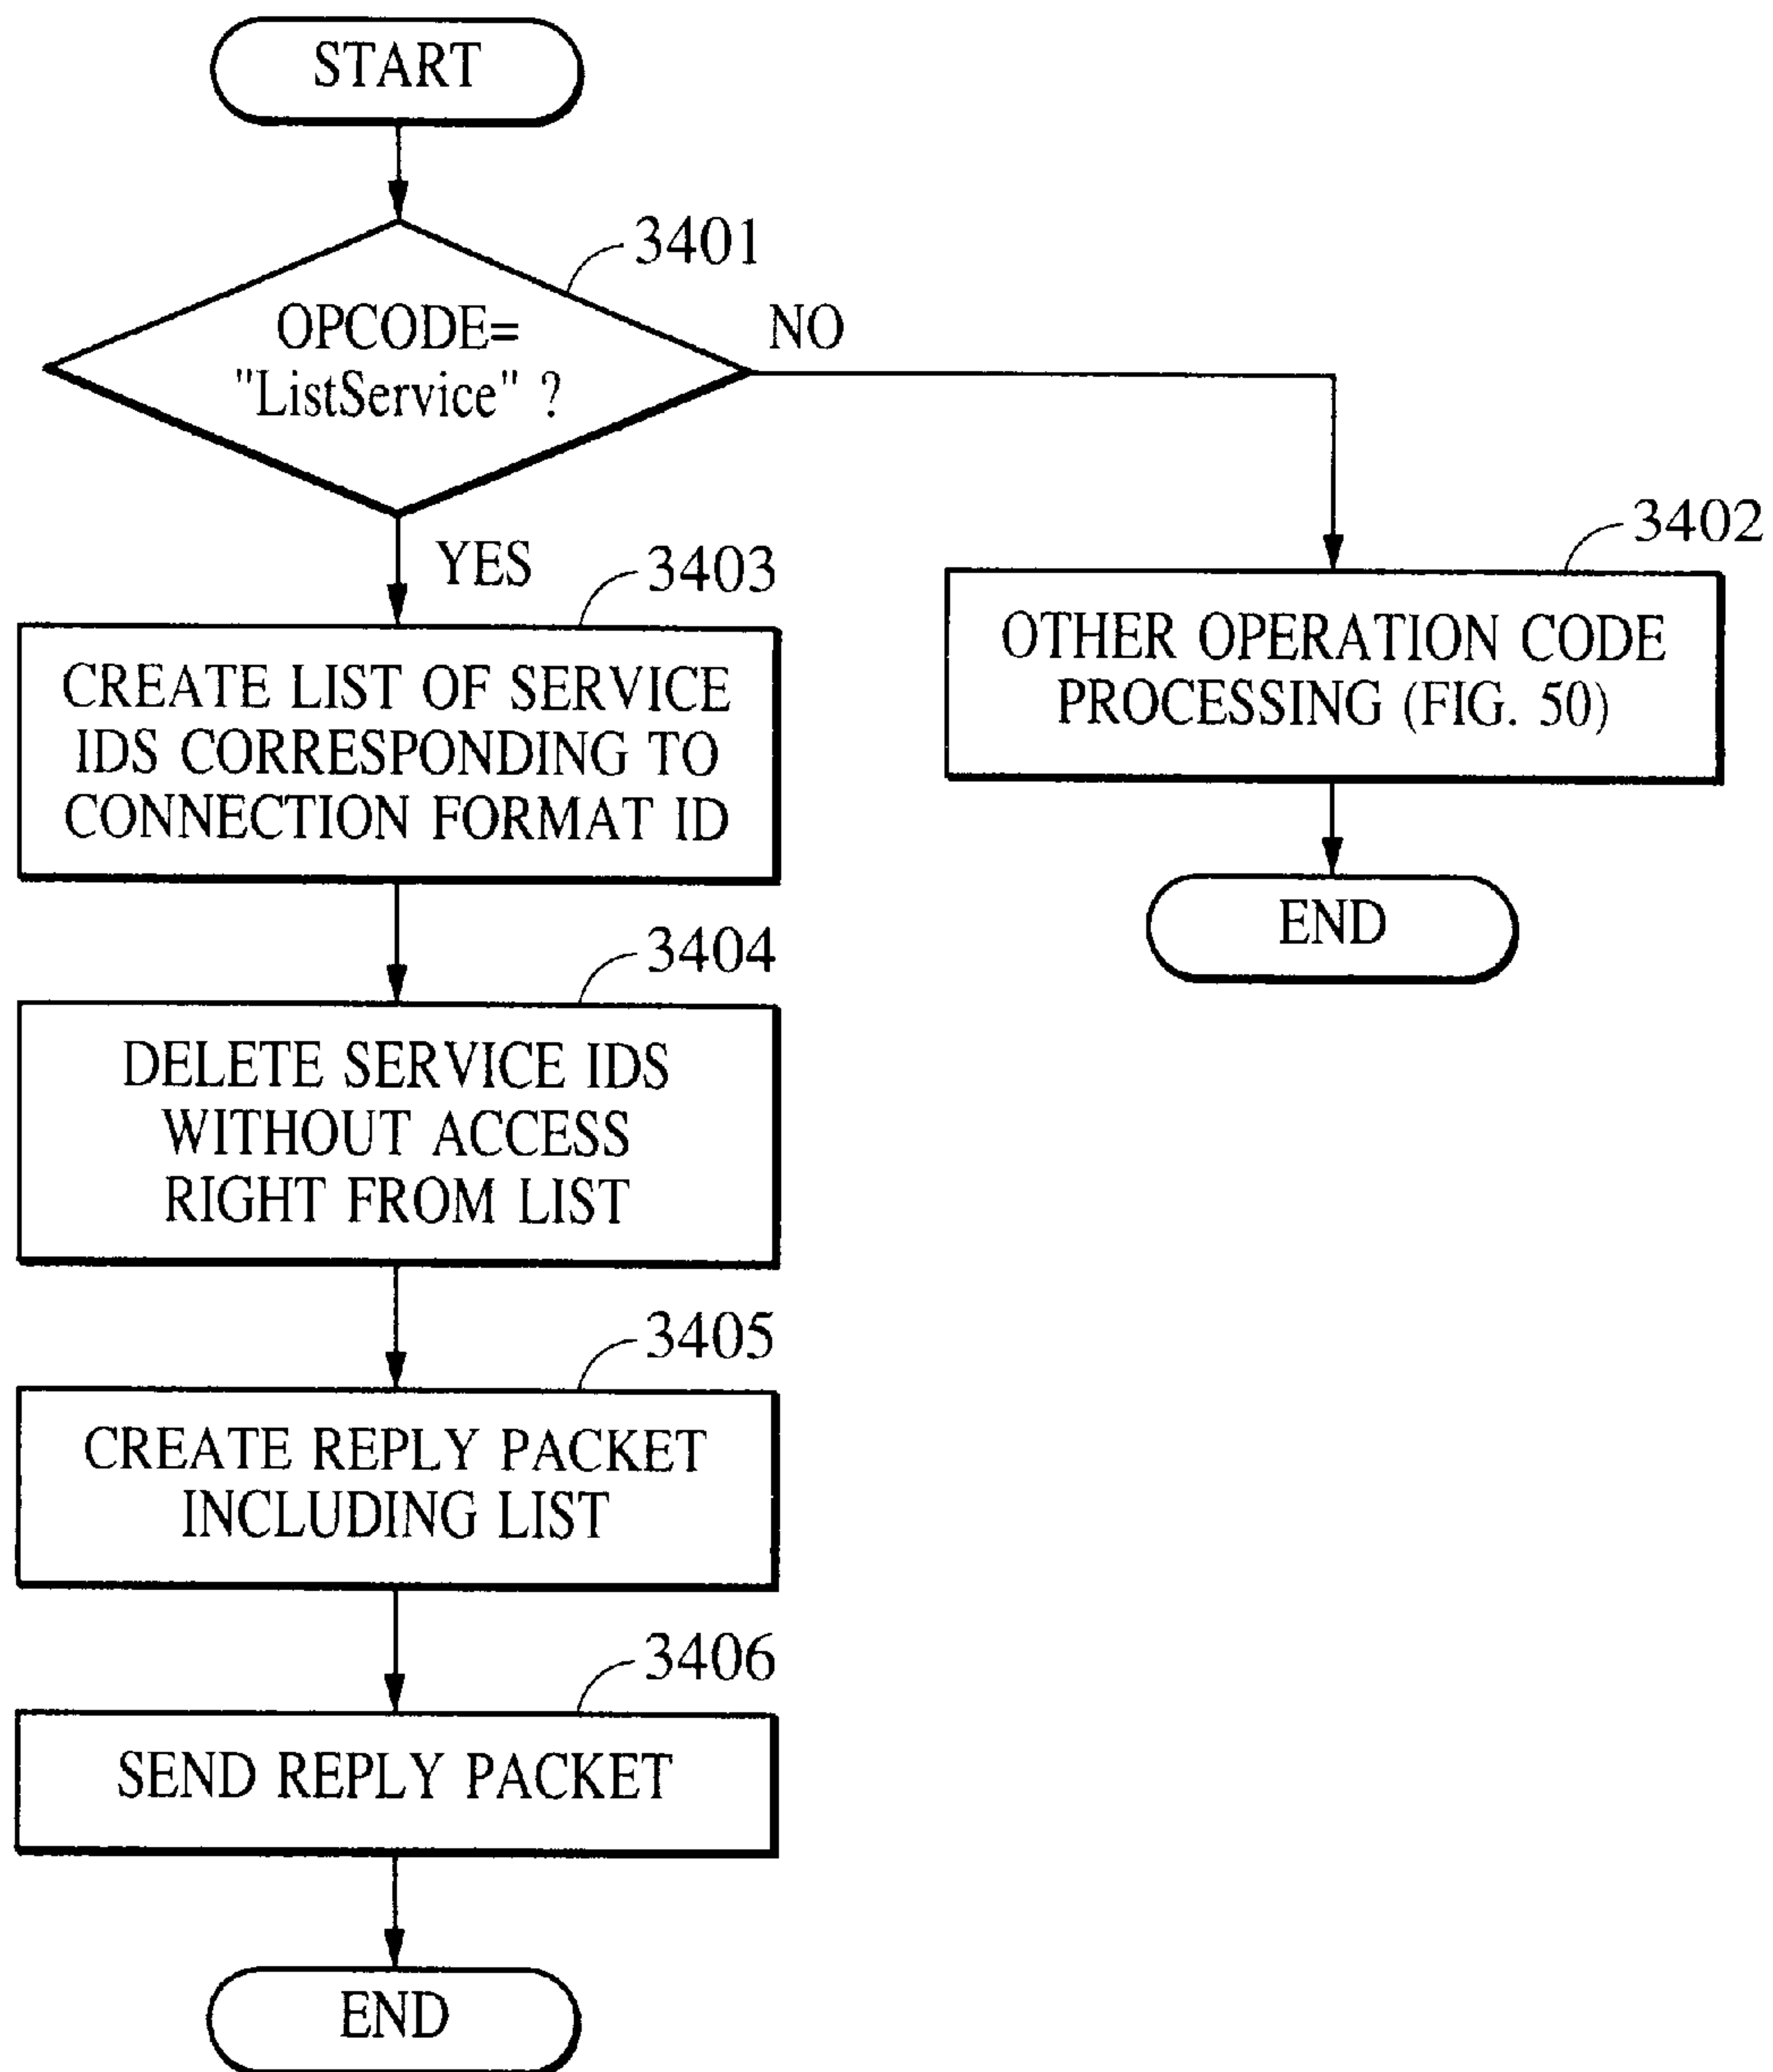 START
3401
OPCODE=
"ListService" ?
NO
YES
3402
OTHER OPERATION CODE
PROCESSING (FIG. 50)
END
3403
CREATE LIST OF SERVICE
IDS CORRESPONDING TO
CONNECTION FORMAT ID
3404
DELETE SERVICE IDS
WITHOUT ACCESS
RIGHT FROM LIST
3405
CREATE REPLY PACKET
INCLUDING LIST
3406
SEND REPLY PACKET
END